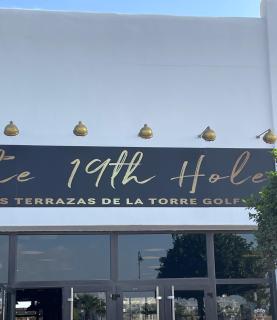 19th Hole
TERRAZAS DE LA TORRE GOLF